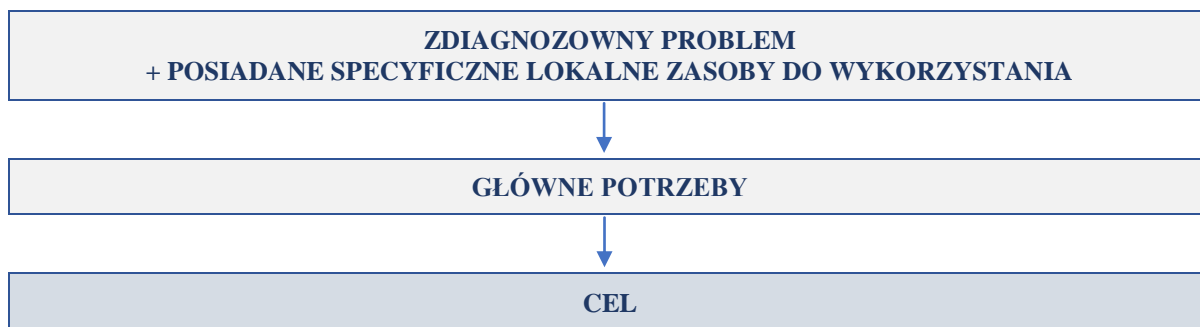 ZDIAGNOZOWNY PROBLEM
+ POSIADANE SPECYFICZNE LOKALNE ZASOBY DO WYKORZYSTANIA
GŁÓWNE POTRZEBY
CEL